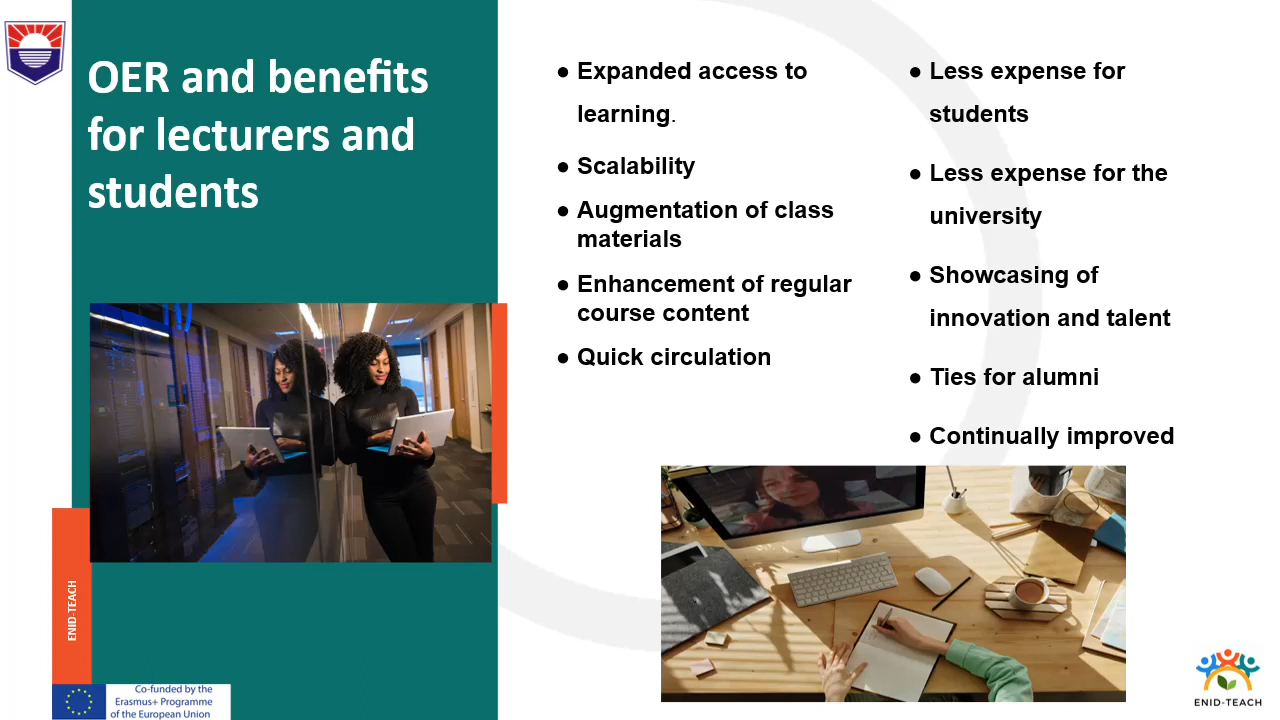 OER and benefits
for lecturers and
students
● Expanded access to
learning.
● Scalability
● Augmentation of class
materials
● Enhancement of regular
course content
● Quick circulation
● Less expense for
students
● Less expense for the
university
● Showcasing of
innovation and talent
● Ties for alumni
● Continually improved
ENID-TEACH
Co-funded by the
Erasmus+ Programme
of the European Union
ENID-TEACH